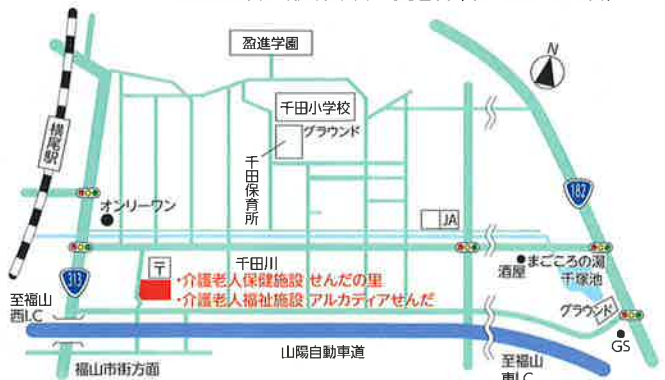 盈進学園
N
千田小学校
グラウンド
横尾駅
千田保育所
182
オンリーワン
JA
千田川
まごころの湯
酒屋
千塚池
〒
・介護老人保健施設 せんだの里
・介護老人福祉施設 アルカディアせんだ
313
至福山
西I.C
グラウンド
GS
山陽自動車道
至福山
東I.C
福山市街方面